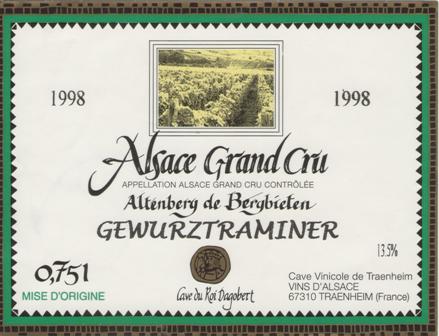 1998
1998
Alsace Grand Cru
APPELLATION ALSACE GRAND CRU CONTRÔLÉE
Altenberg de Bergbieten
GEWURZTRAMINER
13.5%
0,75l
MISE D'ORIGINE
Cave du Roi Dagobert
Cave Vinicole de Traenheim
VINS D'ALSACE
67310 TRAENHEIM (France)